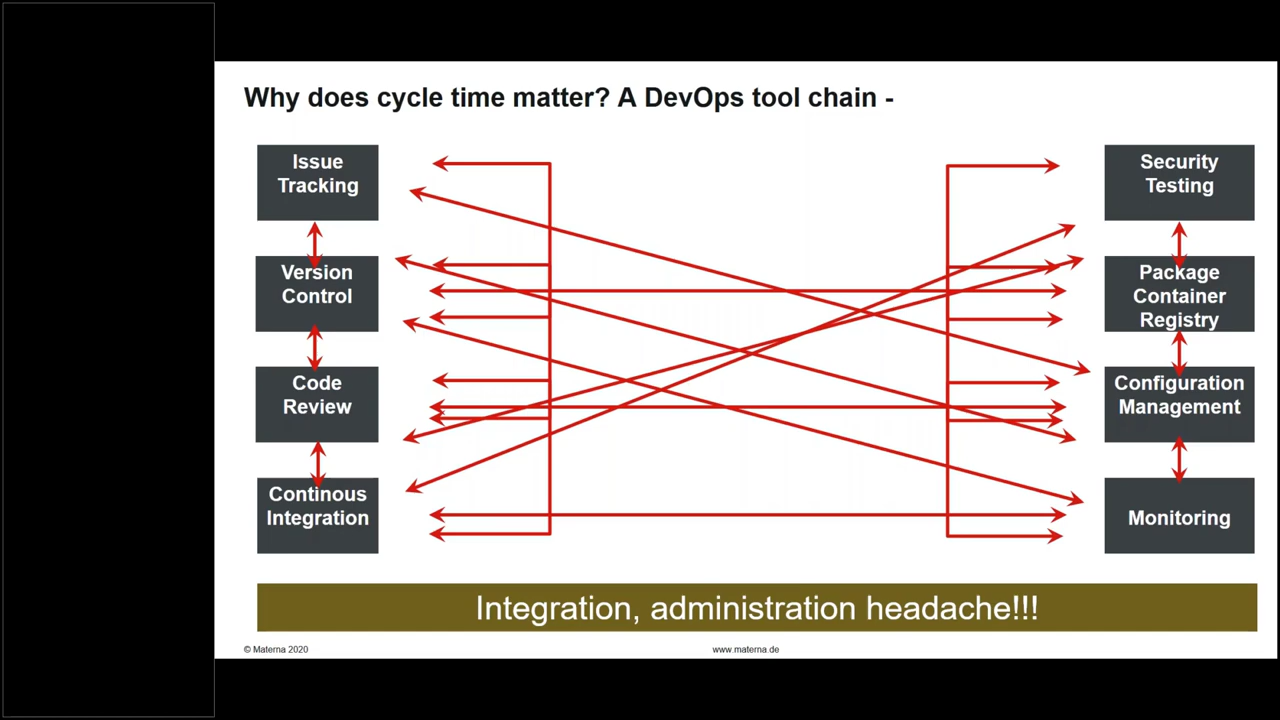 Why does cycle time matter? A DevOps tool chain -
Issue
Tracking
Version
Control
Code
Review
Continous
Integration
Security
Testing
Package
Container
Registry
Configuration
Management
Monitoring
Integration, administration headache!!!
© Materna 2020
www.materna.de